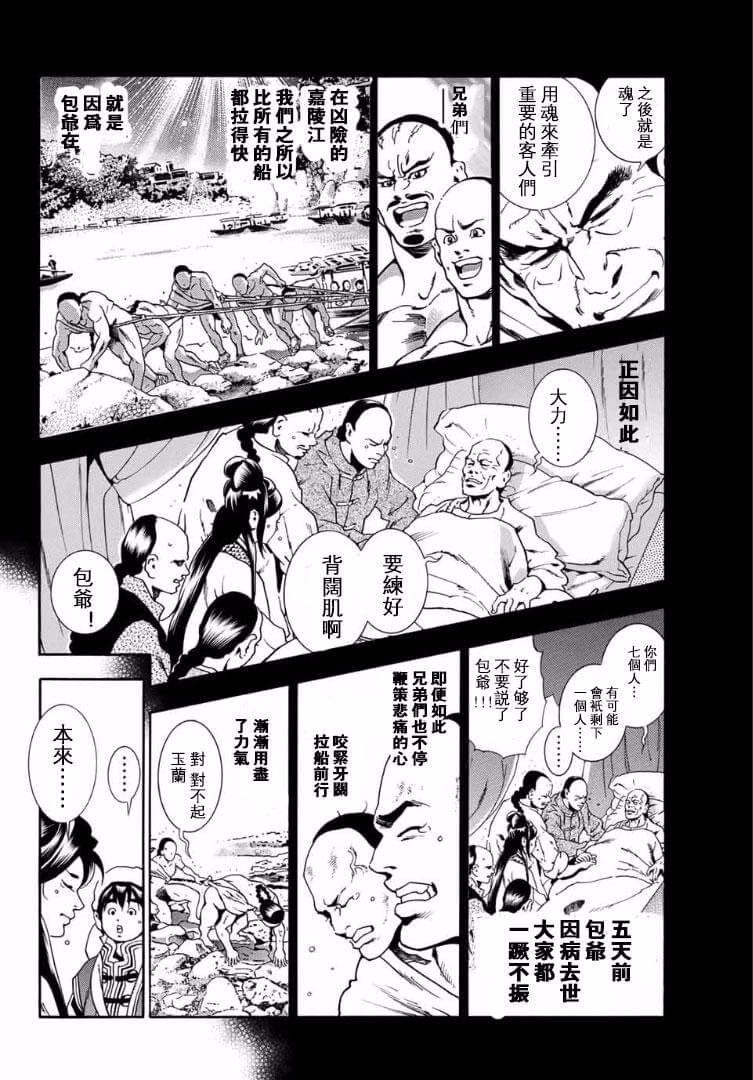 之後就是
魂了
用魂來牽引
重要的客人們
兄弟們
——
在凶險的
嘉陵江
我們之所以
比所有的船
都拉得快
就是
因爲
包爺在
正因如此
大力……
要練好
背闊肌啊
包爺！
你們
七個人…
有可能
會衹剩下
一個人…
好了够了
不要説了
包爺!!!
五天前
包爺
因病去世
大家都
一蹶不振
即便如此
兄弟們也不停
鞭策悲痛的心
咬緊牙關
拉船前行
漸漸用盡
了力氣
對 對不起
玉蘭
……
本來……